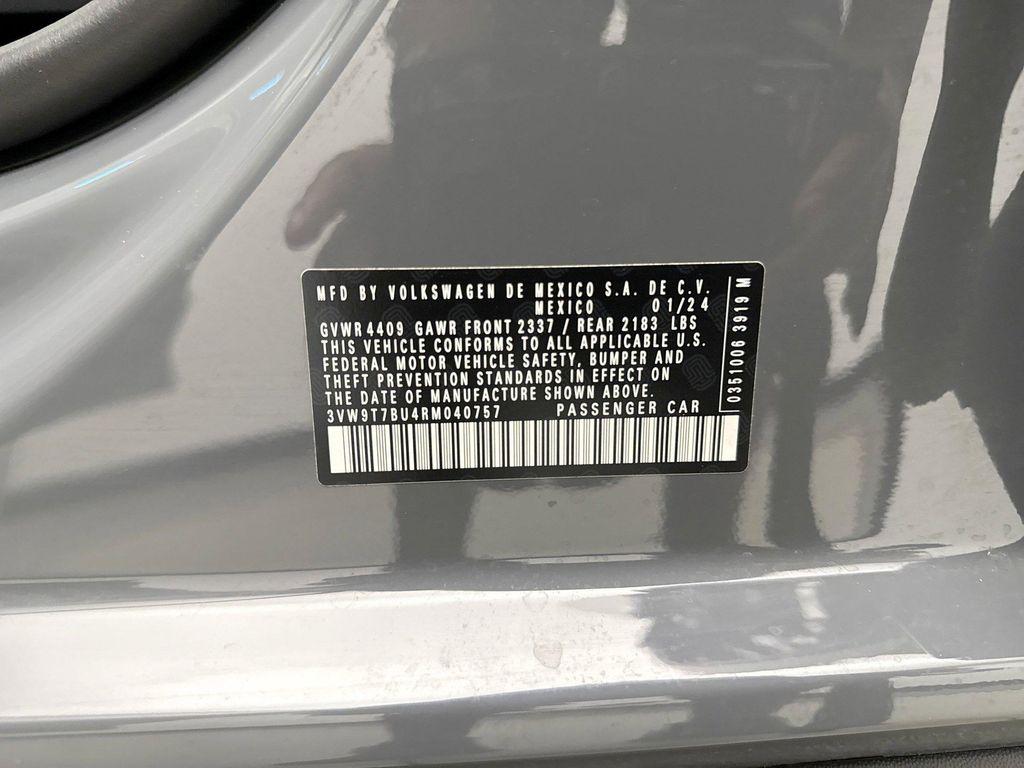 MFD BY VOLKSWAGEN DE MEXICO S.A. DE C.V.
MEXICO 01/24
GVWR 4409 GAWR FRONT 2337 / REAR 2183 LBS
THIS VEHICLE CONFORMS TO ALL APPLICABLE U.S.
FEDERAL MOTOR VEHICLE SAFETY, BUMPER AND
THEFT PREVENTION STANDARDS IN EFFECT ON
THE DATE OF MANUFACTURE SHOWN ABOVE.
3VW9T7BU4RM040757 PASSENGER CAR
0351006 3919 M